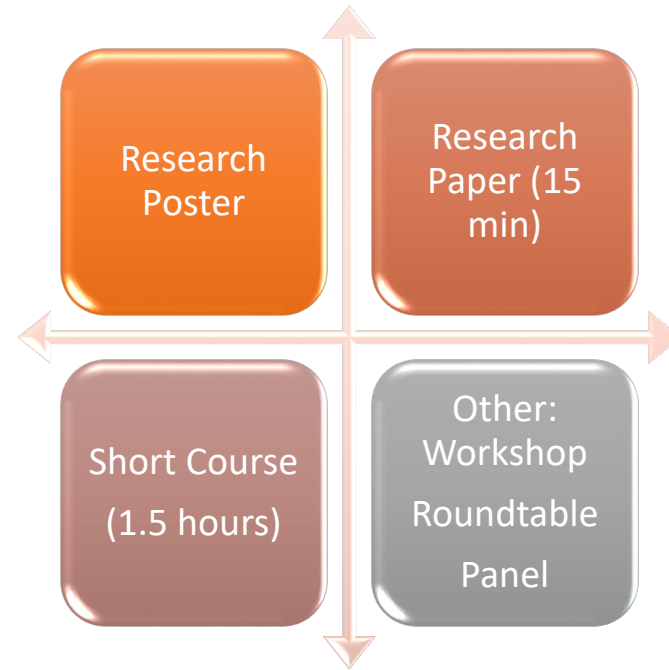 Research
Poster
Research
Paper (15
min)
Short Course
(1.5 hours)
Other:
Workshop
Roundtable
Panel